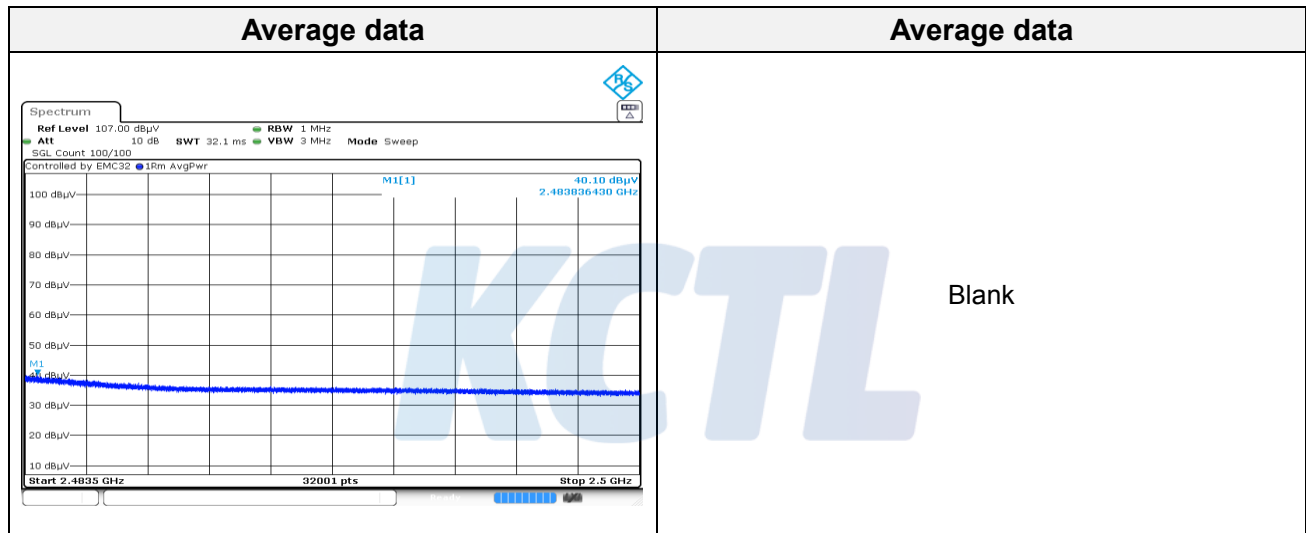 Average data
Average data
R&S
Spectrum
Ref Level 107.00 dBµV RBW 1 MHz
Att 10 dB SWT 32.1 ms VBW 3 MHz Mode Sweep
SGL Count 100/100
Controlled by EMC32 1Rm AvgPwr
M1[1] 40.10 dBµV
2.483836430 GHz
100 dBµV
90 dBµV
80 dBµV
70 dBµV
60 dBµV
50 dBµV
M1
40 dBµV
30 dBµV
20 dBµV
10 dBµV
Start 2.4835 GHz 32001 pts Stop 2.5 GHz
Blank
KCTL